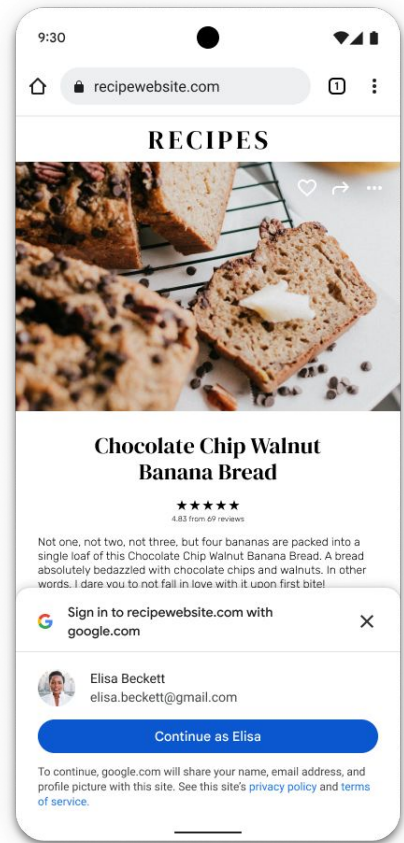 9:30
recipewebsite.com
1
RECIPES
Chocolate Chip Walnut
Banana Bread
★★★★★
4.83 from 69 reviews
Not one, not two, not three, but four bananas are packed into a
single loaf of this Chocolate Chip Walnut Banana Bread. A bread
absolutely bedazzled with chocolate chips and walnuts. In other
words, I dare you to not fall in love with it upon first bite!
Sign in to recipewebsite.com with
google.com
Elisa Beckett
elisa.beckett@gmail.com
Continue as Elisa
To continue, google.com will share your name, email address, and
profile picture with this site. See this site's privacy policy and terms
of service.